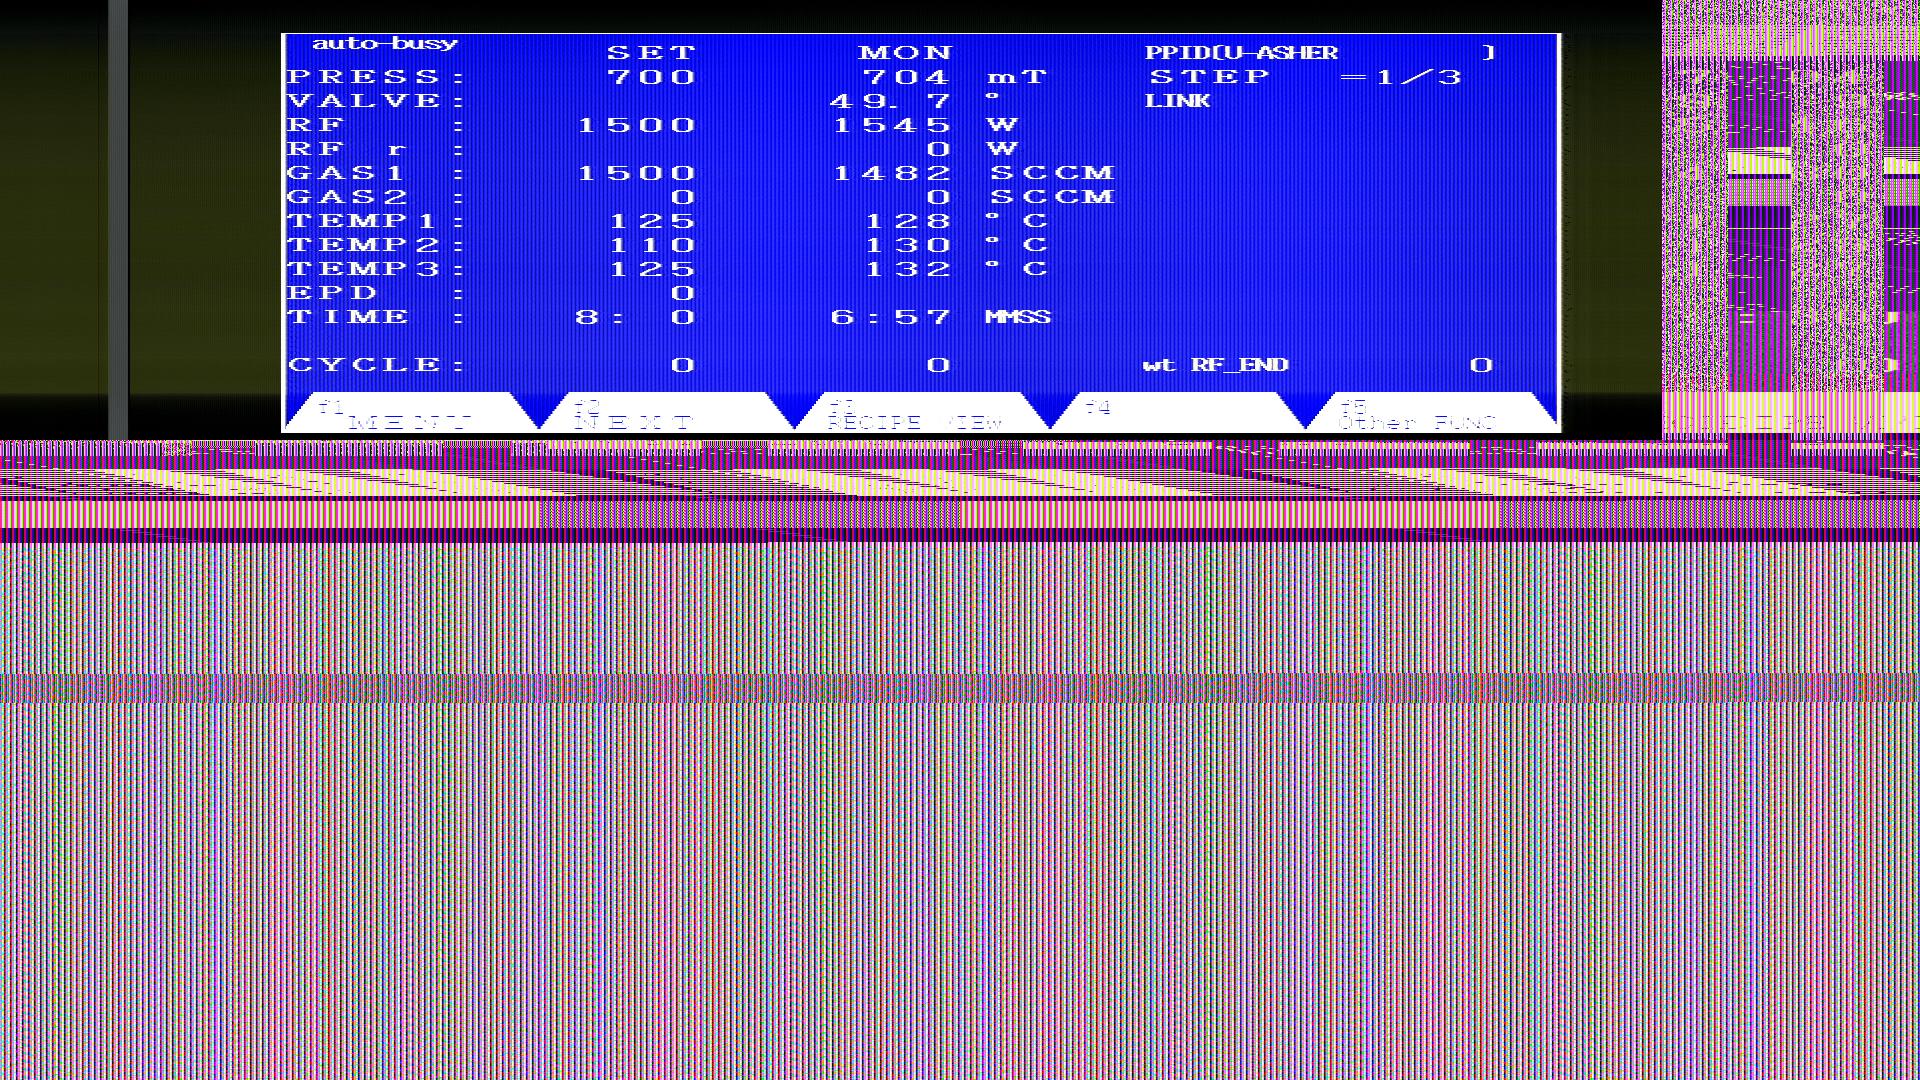 auto-busy
SET MON PPID[U-ASHER ]
PRESS: 700 704 mT STEP =1/3
VALVE: 49.7 ° LINK
RF : 1500 1545 W
RF r : 0 W
GAS1 : 1500 1482 SCCM
GAS2 : 0 0 SCCM
TEMP1: 125 128 °C
TEMP2: 110 130 °C
TEMP3: 125 132 °C
EPD : 0
TIME : 8: 0 6:57 MMSS
CYCLE: 0 0 wt RF_END 0
f1 f2 f3 f4 f5
MENU NEXT RECIPE VIEW Other FUNC